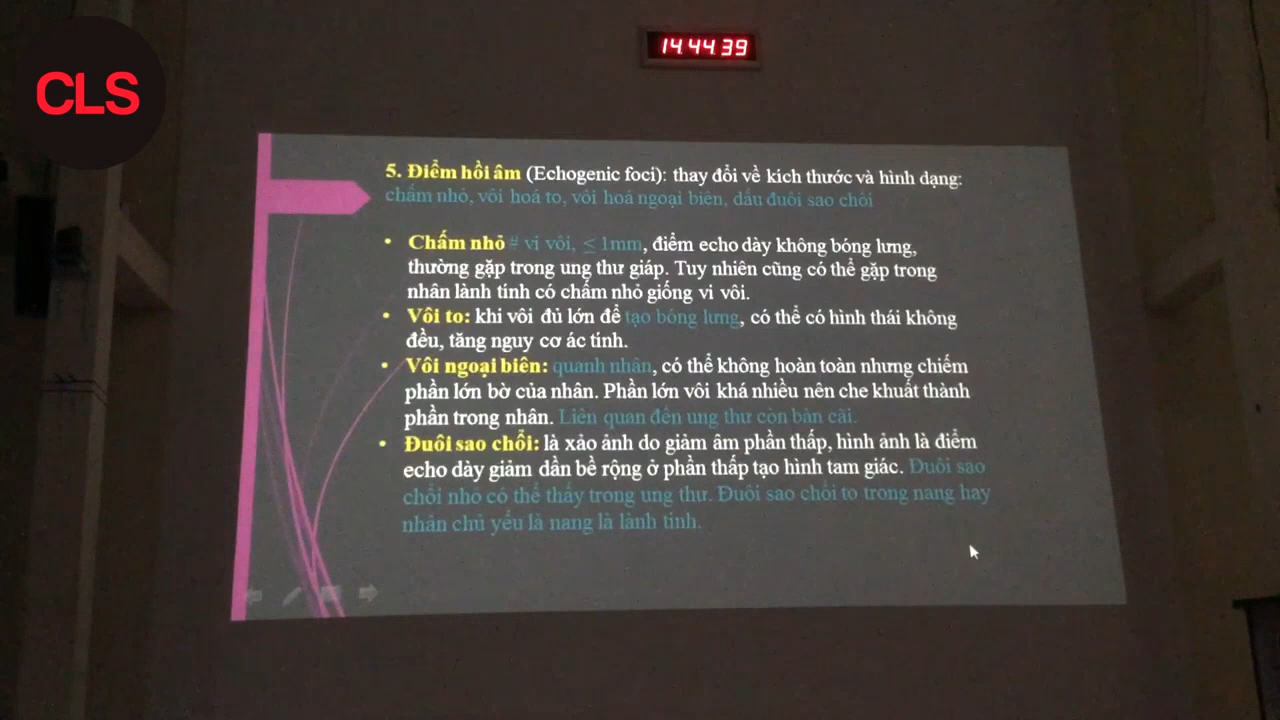 CLS
14.44.39
5. Điểm hồi âm (Echogenic foci): thay đổi về kích thước và hình dạng:
chấm nhỏ, vôi hoá to, vôi hoá ngoại biên, dấu đuôi sao chổi
• Chấm nhỏ # vi vôi, ≤ 1mm, điểm echo dày không bóng lưng,
thường gặp trong ung thư giáp. Tuy nhiên cũng có thể gặp trong
nhân lành tính có chấm nhỏ giống vi vôi.
• Vôi to: khi vôi đủ lớn để tạo bóng lưng, có thể có hình thái không
đều, tăng nguy cơ ác tính.
• Vôi ngoại biên: quanh nhân, có thể không hoàn toàn nhưng chiếm
phần lớn bờ của nhân. Phần lớn vôi khá nhiều nên che khuất thành
phần trong nhân. Liên quan đến ung thư còn bàn cãi.
• Đuôi sao chổi: là xảo ảnh do giảm âm phần thấp, hình ảnh là điểm
echo dày giảm dần bề rộng ở phần thấp tạo hình tam giác. Đuôi sao
chổi nhỏ có thể thấy trong ung thư. Đuôi sao chổi to trong nang hay
nhân chủ yếu là nang là lành tính.